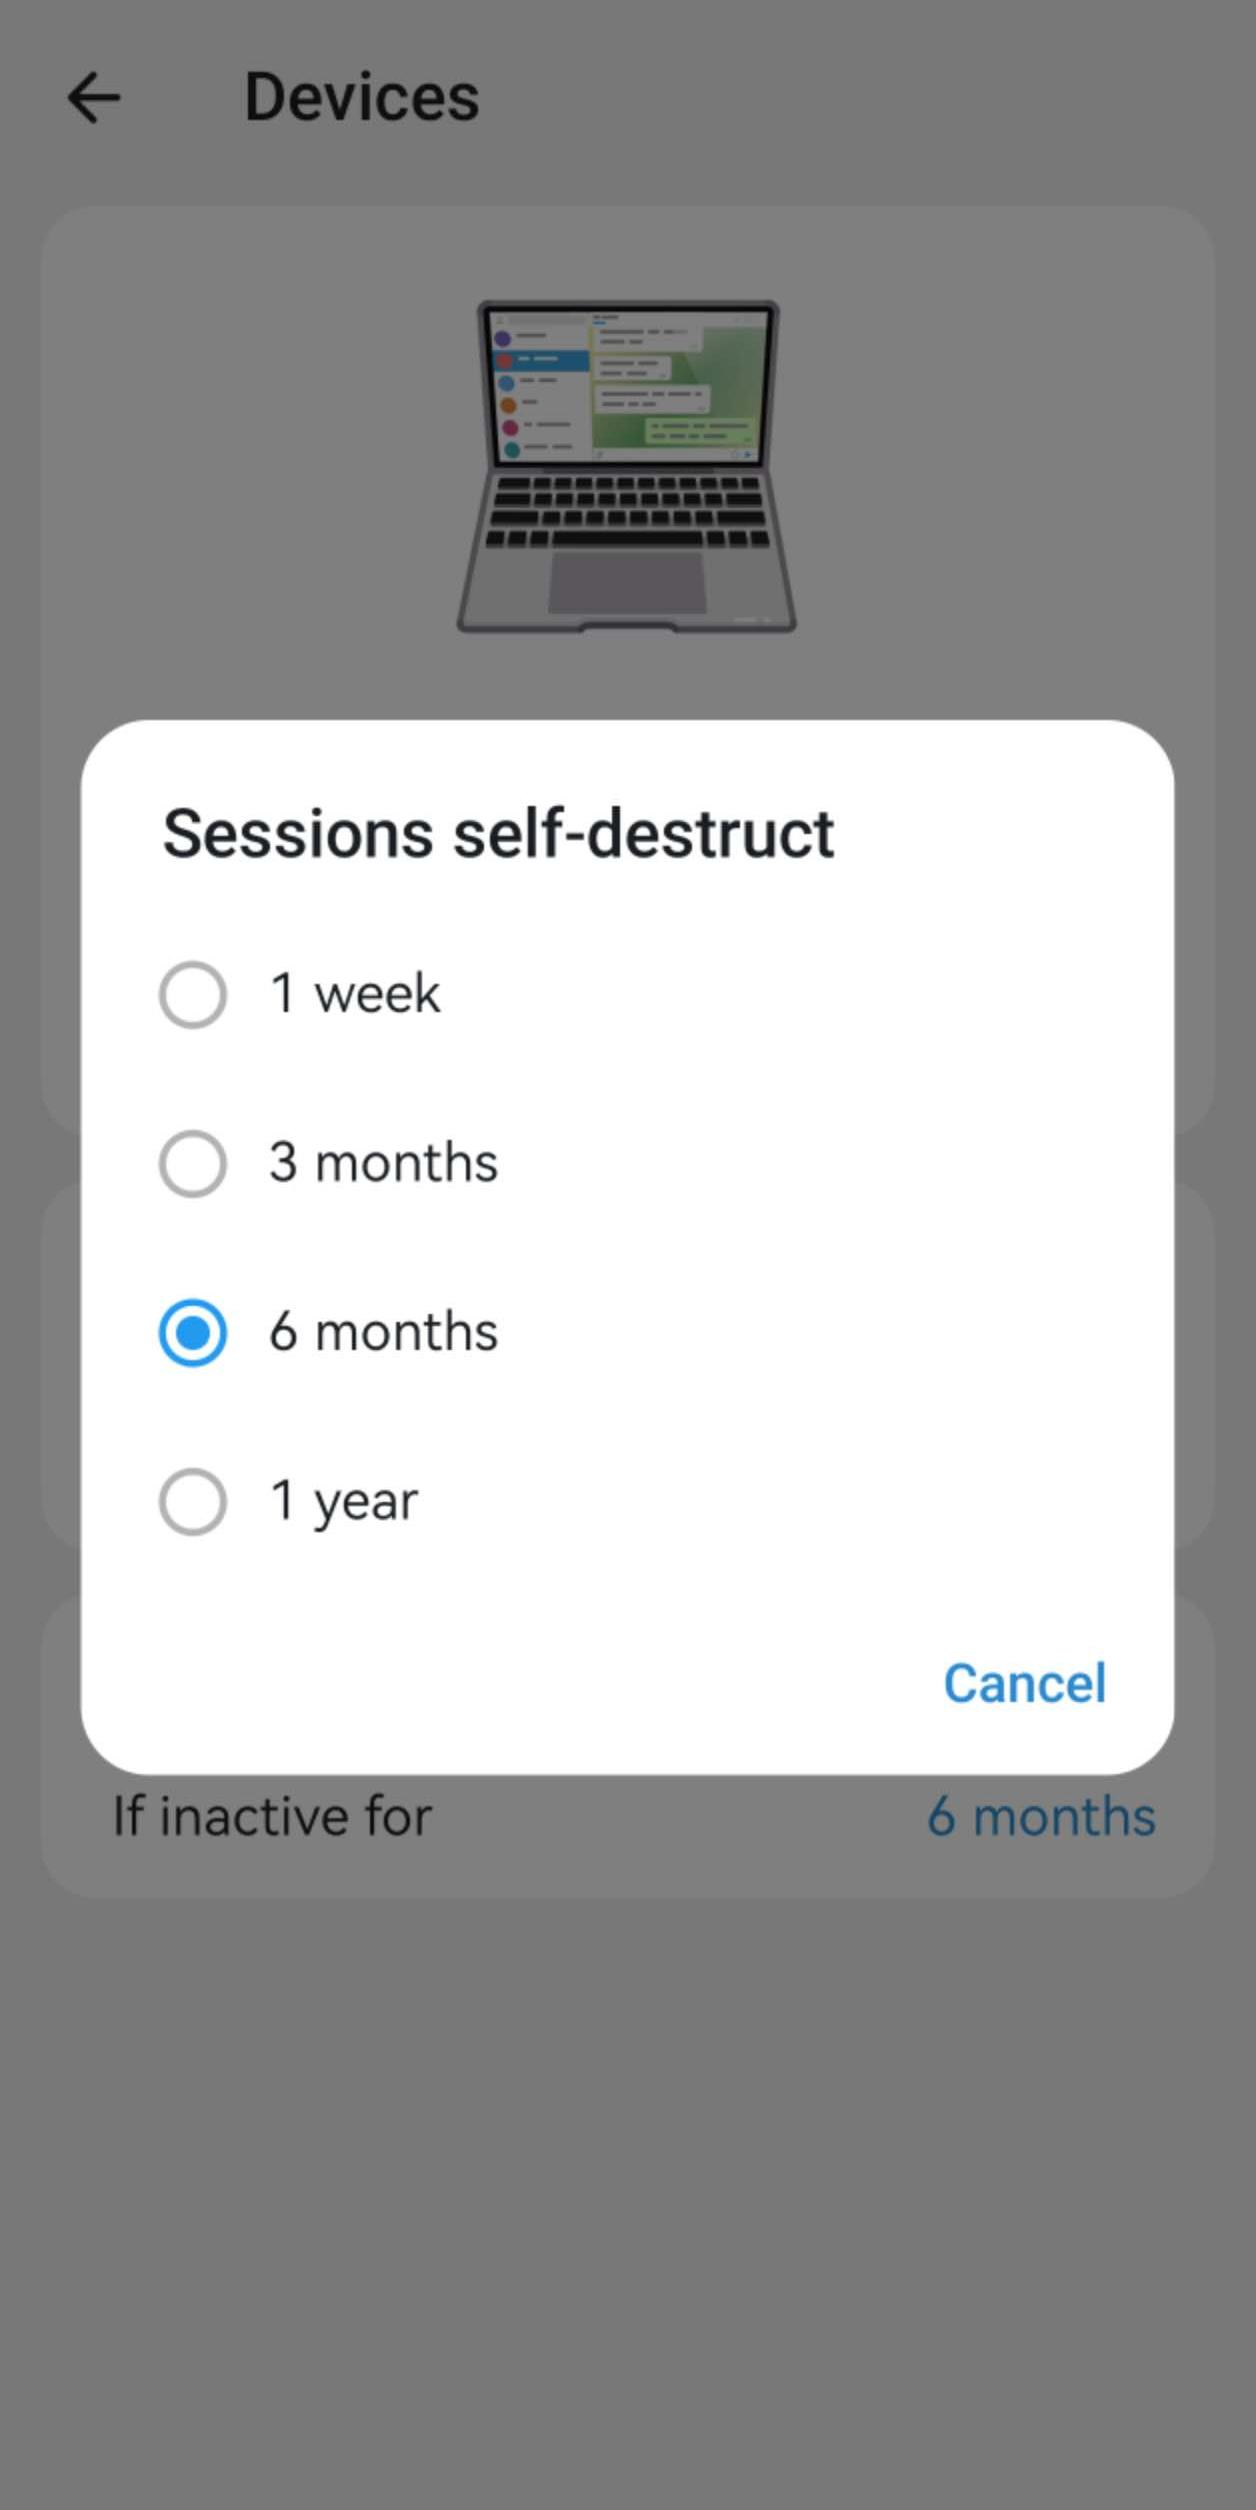 Devices
Sessions self-destruct
1 week
3 months
6 months
1 year
Cancel
If inactive for 6 months